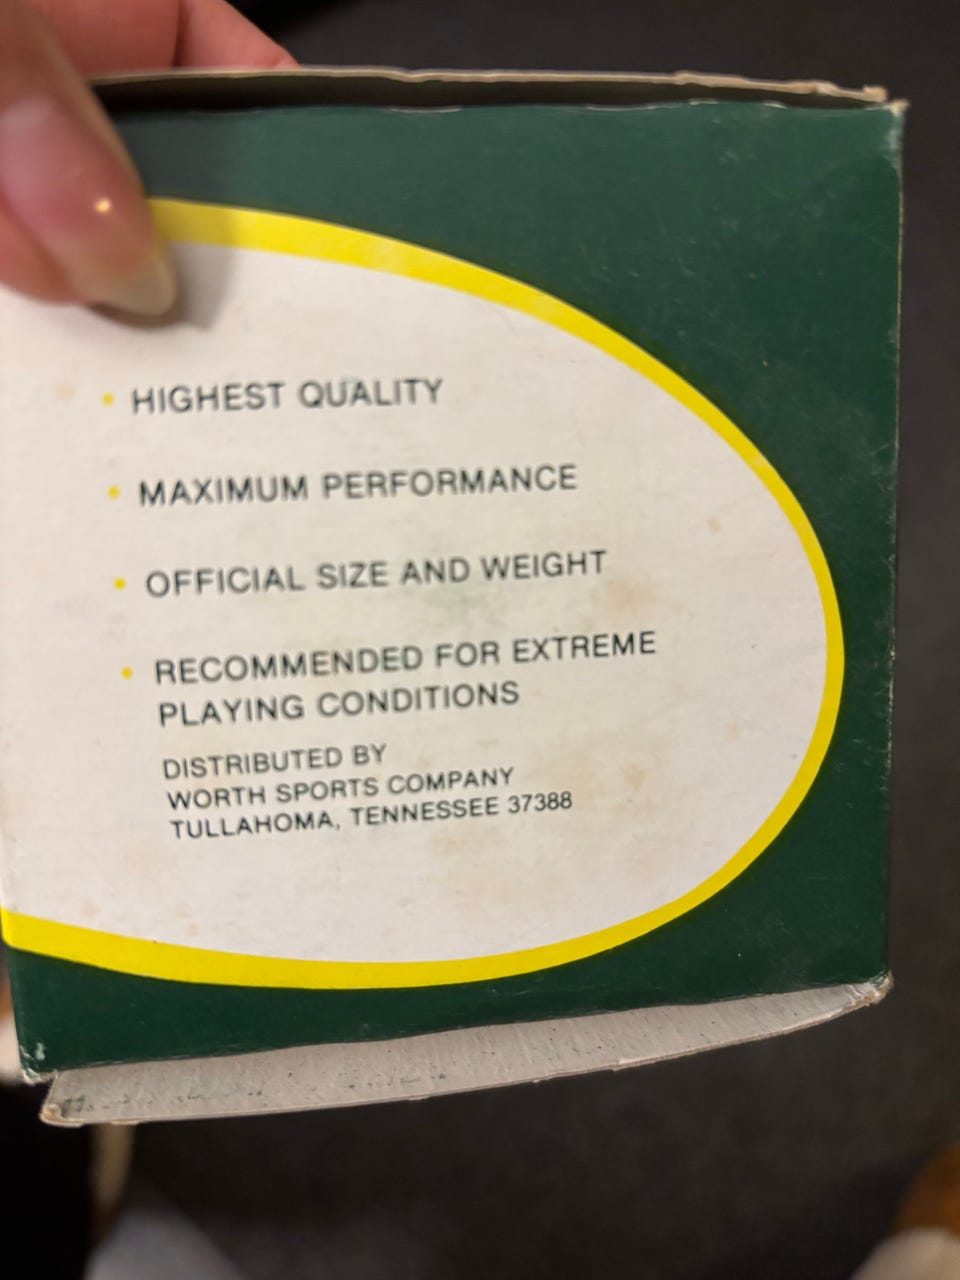 • HIGHEST QUALITY
• MAXIMUM PERFORMANCE
• OFFICIAL SIZE AND WEIGHT
• RECOMMENDED FOR EXTREME
PLAYING CONDITIONS
DISTRIBUTED BY
WORTH SPORTS COMPANY
TULLAHOMA, TENNESSEE 37388